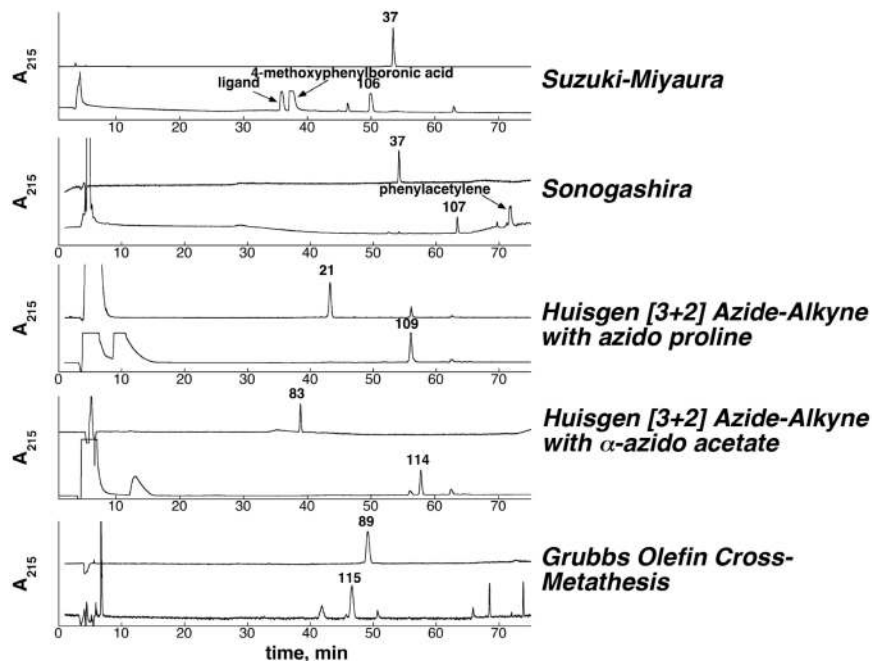 37
A215
4-methoxyphenylboronic acid
ligand
106
Suzuki-Miyaura
10 20 30 40 50 60 70
37
A215
phenylacetylene
107
Sonogashira
0 10 20 30 40 50 60 70
21
A215
109
Huisgen [3+2] Azide-Alkyne
with azido proline
0 10 20 30 40 50 60 70
83
A215
114
Huisgen [3+2] Azide-Alkyne
with α-azido acetate
10 20 30 40 50 60 70
89
A215
115
Grubbs Olefin Cross-
Metathesis
0 10 20 30 40 50 60 70
time, min